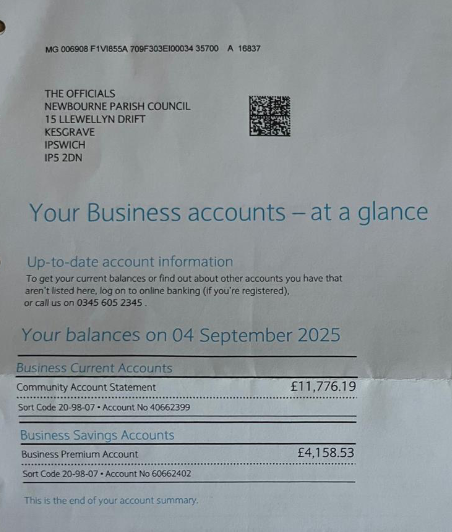 MG 006908 F1VI855A 709F303EI00034 35700 A 16837
THE OFFICIALS
NEWBOURNE PARISH COUNCIL
15 LLEWELLYN DRIFT
KESGRAVE
IPSWICH
IP5 2DN
Your Business accounts – at a glance
Up-to-date account information
To get your current balances or find out about other accounts you have that
aren't listed here, log on to online banking (if you're registered),
or call us on 0345 605 2345 .
Your balances on 04 September 2025
Business Current Accounts
Community Account Statement £11,776.19
Sort Code 20-98-07 • Account No 40662399
Business Savings Accounts
Business Premium Account £4,158.53
Sort Code 20-98-07 • Account No 60662402
This is the end of your account summary.